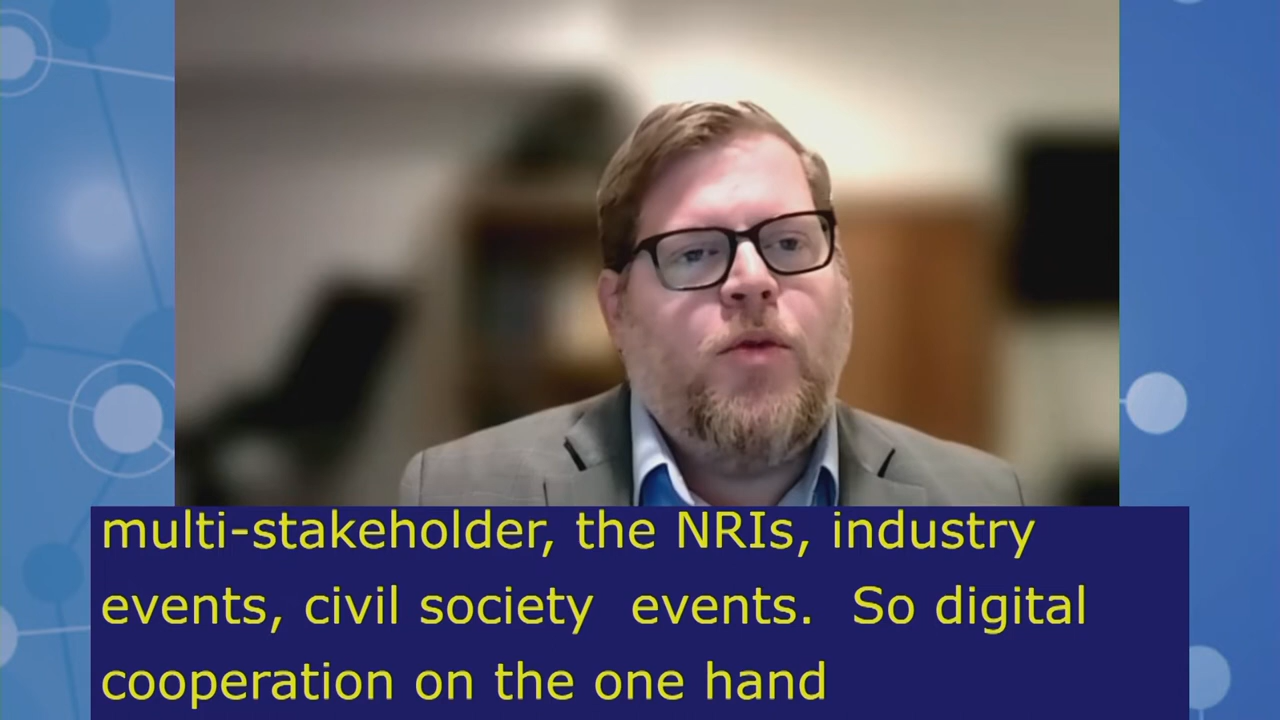 multi-stakeholder, the NRIs, industry
events, civil society  events.  So digital
cooperation on the one hand